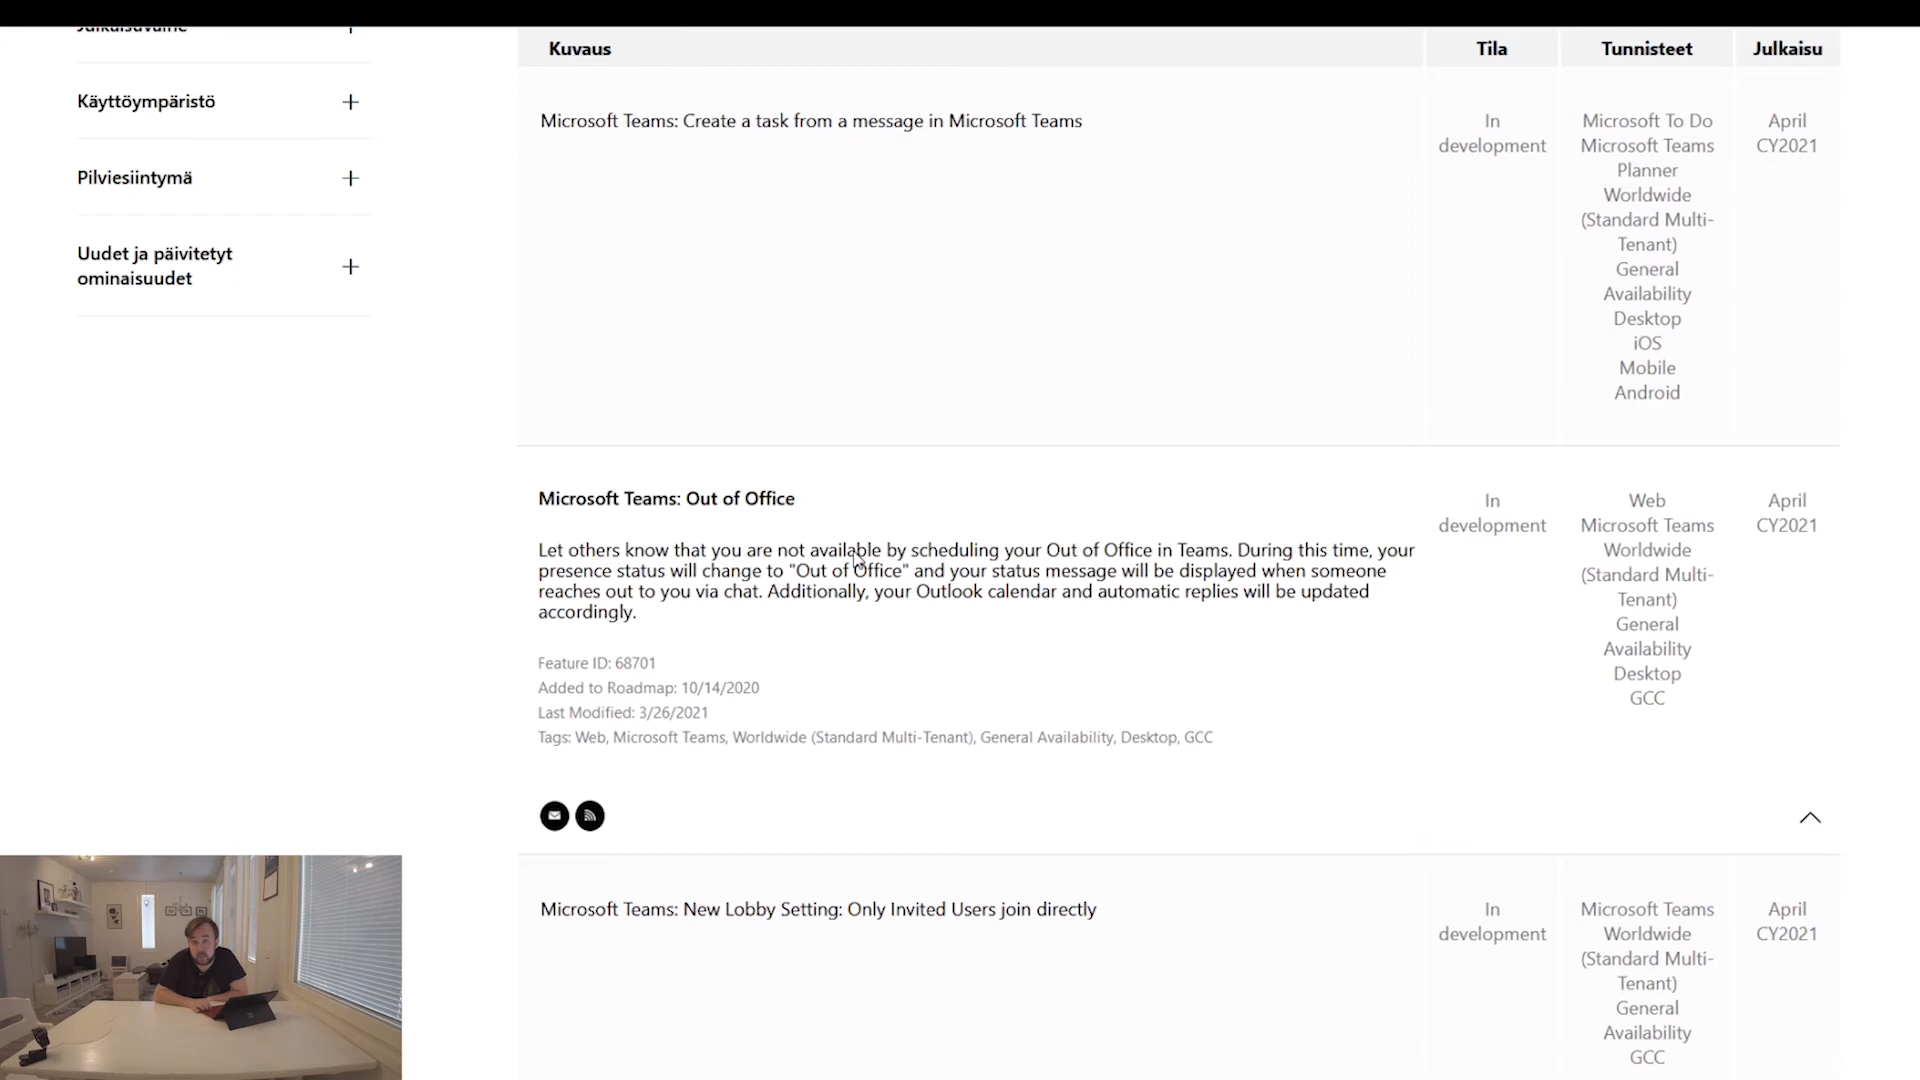 Julkaisuvaihe
Käyttöympäristö
Pilviesiintymä
Uudet ja päivitetyt
ominaisuudet
Kuvaus
Tila
Tunnisteet
Julkaisu
Microsoft Teams: Create a task from a message in Microsoft Teams
In
development
Microsoft To Do
Microsoft Teams
Planner
Worldwide
(Standard Multi-
Tenant)
General
Availability
Desktop
iOS
Mobile
Android
April
CY2021
Microsoft Teams: Out of Office
Let others know that you are not available by scheduling your Out of Office in Teams. During this time, your
presence status will change to "Out of Office" and your status message will be displayed when someone
reaches out to you via chat. Additionally, your Outlook calendar and automatic replies will be updated
accordingly.
Feature ID: 68701
Added to Roadmap: 10/14/2020
Last Modified: 3/26/2021
Tags: Web, Microsoft Teams, Worldwide (Standard Multi-Tenant), General Availability, Desktop, GCC
In
development
Web
Microsoft Teams
Worldwide
(Standard Multi-
Tenant)
General
Availability
Desktop
GCC
April
CY2021
Microsoft Teams: New Lobby Setting: Only Invited Users join directly
In
development
Microsoft Teams
Worldwide
(Standard Multi-
Tenant)
General
Availability
GCC
April
CY2021